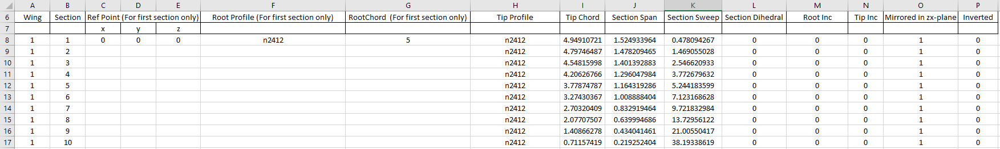 A B C D E F G H I J K L M N O P
6 Wing Section Ref Point (For first section only) Root Profile (For first section only) RootChord (For first section only) Tip Profile Tip Chord Section Span Section Sweep Section Dihedral Root Inc Tip Inc Mirrored in zx-plane Inverted
7 x y z
8 1 1 0 0 0 n2412 5 n2412 4.94910721 1.524933964 0.478094267 0 0 0 1 0
9 1 2 n2412 4.79746487 1.478209465 1.469055028 0 0 0 1 0
10 1 3 n2412 4.54815998 1.401392883 2.546620933 0 0 0 1 0
11 1 4 n2412 4.20626766 1.296047984 3.772679632 0 0 0 1 0
12 1 5 n2412 3.77874787 1.164319286 5.244183599 0 0 0 1 0
13 1 6 n2412 3.27430367 1.008888404 7.123168628 0 0 0 1 0
14 1 7 n2412 2.70320409 0.832919464 9.721832984 0 0 0 1 0
15 1 8 n2412 2.07707507 0.639994686 13.72956122 0 0 0 1 0
16 1 9 n2412 1.40866278 0.434041461 21.00550417 0 0 0 1 0
17 1 10 n2412 0.71157419 0.219252404 38.19338619 0 0 0 1 0